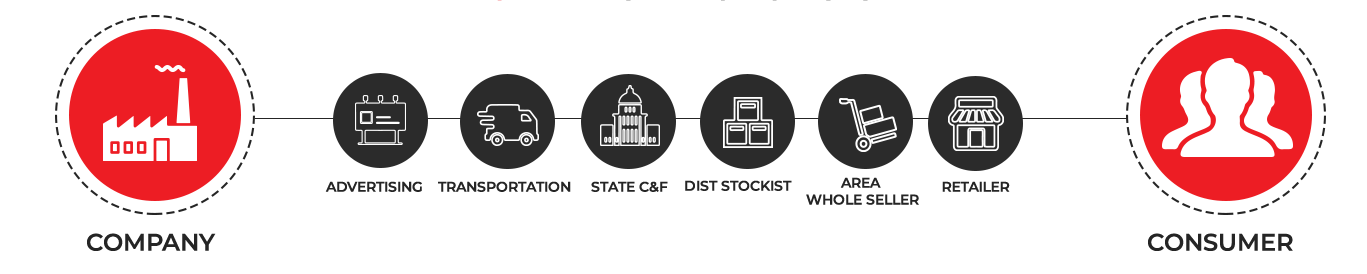 COMPANY
ADVERTISING
TRANSPORTATION
STATE C&F
DIST STOCKIST
AREA
WHOLE SELLER
RETAILER
CONSUMER